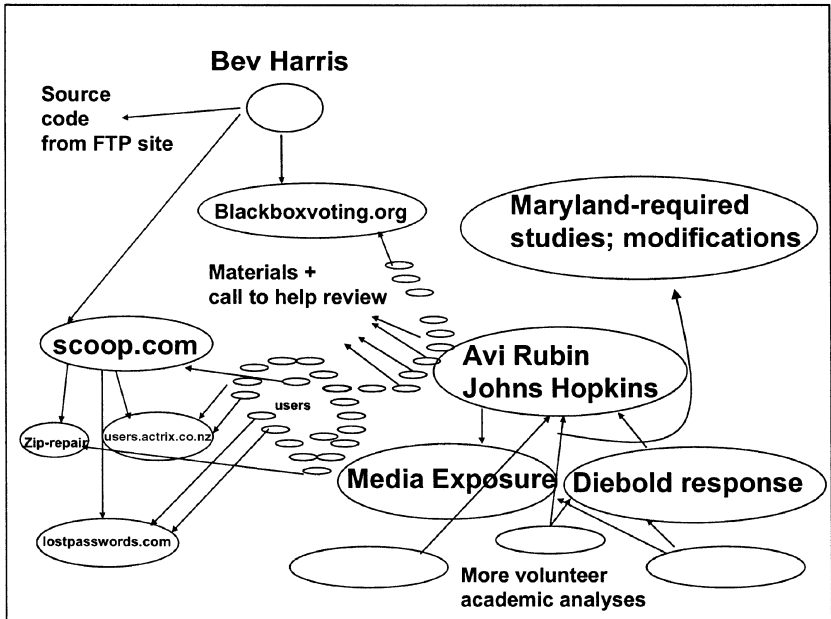 Bev Harris
Source
code
from FTP site
Blackboxvoting.org
Maryland-required
studies; modifications
Materials +
call to help review
scoop.com
Avi Rubin
Johns Hopkins
users
Zip-repair
users.actrix.co.nz
Media Exposure
Diebold response
lostpasswords.com
More volunteer
academic analyses